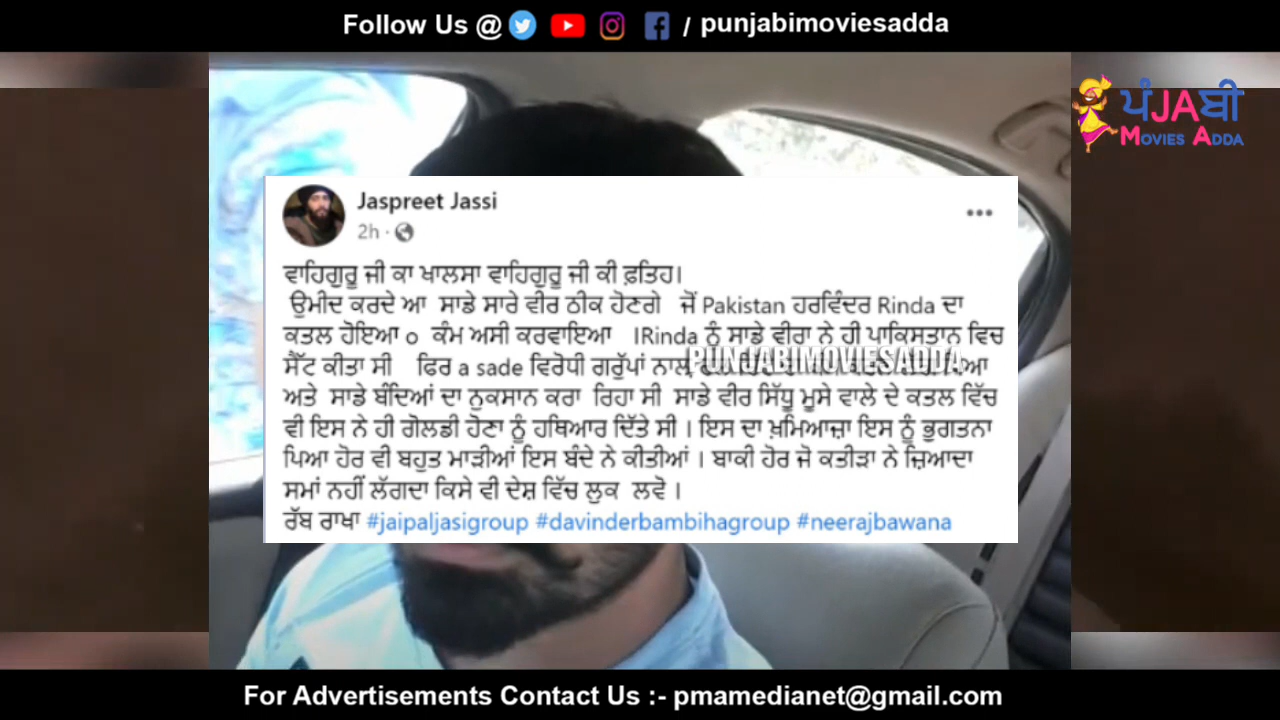 Follow Us @ / punjabimoviesadda
ਪੰJAਬੀ
MOVIES ADDA
Jaspreet Jassi
2h ·
ਵਾਹਿਗੁਰੂ ਜੀ ਕਾ ਖਾਲਸਾ ਵਾਹਿਗੁਰੂ ਜੀ ਕੀ ਫ਼ਤਿਹ।
ਉਮੀਦ ਕਰਦੇ ਆ ਸਾਡੇ ਸਾਰੇ ਵੀਰ ਠੀਕ ਹੋਣਗੇ ਜੋਂ Pakistan ਹਰਵਿੰਦਰ Rinda ਦਾ
ਕਤਲ ਹੋਇਆ o ਕੰਮ ਅਸੀ ਕਰਵਾਇਆ lRinda ਨੂੰ ਸਾਡੇ ਵੀਰਾ ਨੇ ਹੀ ਪਾਕਿਸਤਾਨ ਵਿਚ
ਸੈੱਟ ਕੀਤਾ ਸੀ ਫਿਰ a sade ਵਿਰੋਧੀ ਗਰੁੱਪਾਂ ਨਾਲ
PUNJABIMOVIESADDA
ਅਤੇ ਸਾਡੇ ਬੰਦਿਆਂ ਦਾ ਨੁਕਸਾਨ ਕਰਾ ਰਿਹਾ ਸੀ ਸਾਡੇ ਵੀਰ ਸਿੱਧੂ ਮੂਸੇ ਵਾਲੇ ਦੇ ਕਤਲ ਵਿੱਚ
ਵੀ ਇਸ ਨੇ ਹੀ ਗੋਲਡੀ ਹੋਣਾ ਨੂੰ ਹਥਿਆਰ ਦਿੱਤੇ ਸੀ । ਇਸ ਦਾ ਖ਼ਮਿਆਜ਼ਾ ਇਸ ਨੂੰ ਭੁਗਤਨਾ
ਪਿਆ ਹੋਰ ਵੀ ਬਹੁਤ ਮਾੜੀਆਂ ਇਸ ਬੰਦੇ ਨੇ ਕੀਤੀਆਂ । ਬਾਕੀ ਹੋਰ ਜੋ ਕਤੀੜਾ ਨੇ ਜ਼ਿਆਦਾ
ਸਮਾਂ ਨਹੀਂ ਲੱਗਦਾ ਕਿਸੇ ਵੀ ਦੇਸ਼ ਵਿੱਚ ਲੁਕ ਲਵੋ ।
ਰੱਬ ਰਾਖਾ #jaipaljasigroup #davinderbambihagroup #neerajbawana
For Advertisements Contact Us :- pmamedianet@gmail.com